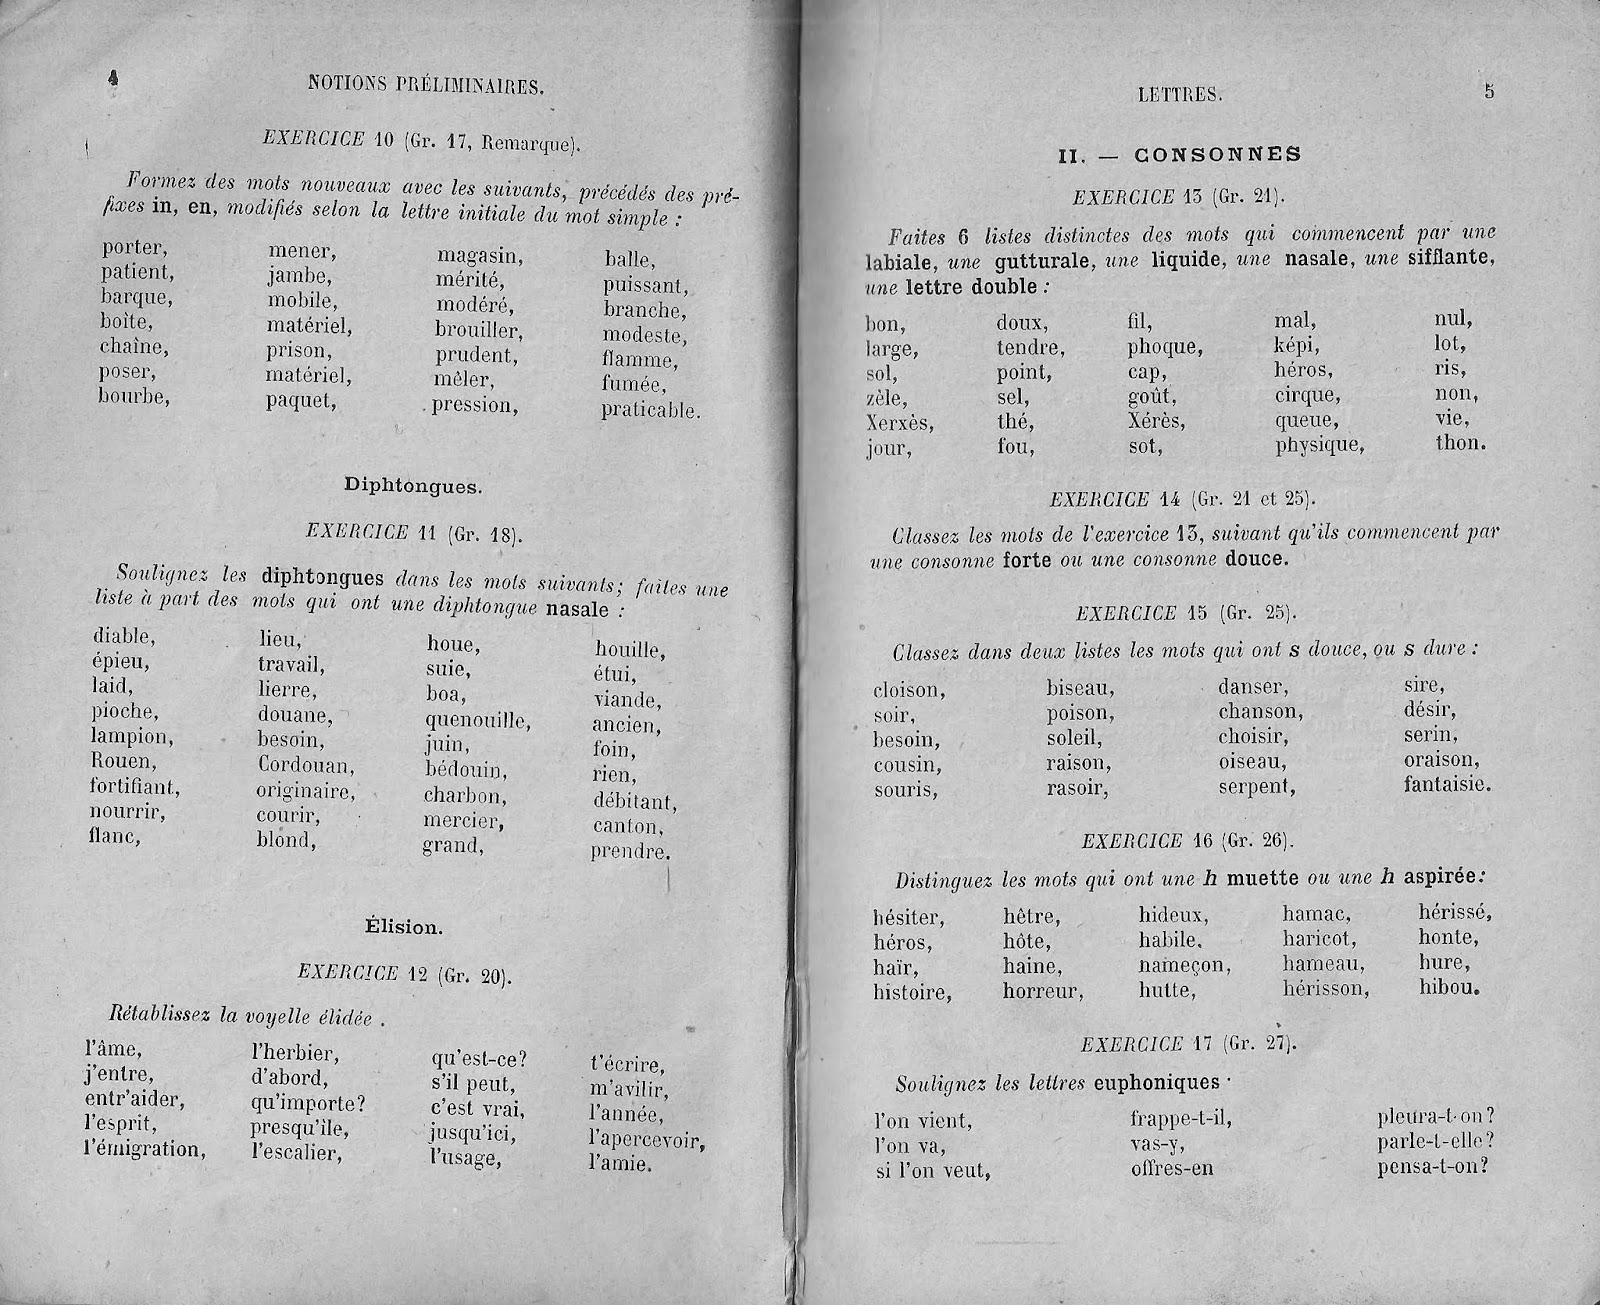 4
NOTIONS PRÉLIMINAIRES.
EXERCICE 10 (Gr. 17, Remarque).
Formez des mots nouveaux avec les suivants, précédés des pré-
fixes in, en, modifiés selon la lettre initiale du mot simple :
porter, mener, magasin, balle,
patient, jambe, mérité, puissant,
barque, mobile, modéré, branche,
boîte, matériel, brouiller, modeste,
chaîne, prison, prudent, flamme,
poser, matériel, mêler, fumée,
bourbe, paquet, pression, praticable.
Diphtongues.
EXERCICE 11 (Gr. 18).
Soulignez les diphtongues dans les mots suivants; faites une
liste à part des mots qui ont une diphtongue nasale :
diable, lieu, houe, houille,
épieu, travail, suie, étui,
laid, lierre, boa, viande,
pioche, douane, quenouille, ancien,
lampion, besoin, juin, foin,
Rouen, Cordouan, bédouin, rien,
fortifiant, originaire, charbon, débitant,
nourrir, courir, mercier, canton,
flanc, blond, grand, prendre.
Élision.
EXERCICE 12 (Gr. 20).
Rétablissez la voyelle élidée .
l'âme, l'herbier, qu'est-ce? t'écrire,
j'entre, d'abord, s'il peut, m'avilir,
entr'aider, qu'importe? c'est vrai, l'année,
l'esprit, presqu'île, jusqu'ici, l'apercevoir,
l'émigration, l'escalier, l'usage, l'amie.
LETTRES.
5
II. — CONSONNES
EXERCICE 13 (Gr. 21).
Faites 6 listes distinctes des mots qui commencent par une
labiale, une gutturale, une liquide, une nasale, une sifflante,
une lettre double :
bon, doux, fil, mal, nul,
large, tendre, phoque, képi, lot,
sol, point, cap, héros, ris,
zèle, sel, goût, cirque, non,
Xerxès, thé, Xérès, queue, vie,
jour, fou, sot, physique, thon.
EXERCICE 14 (Gr. 21 et 25).
Classez les mots de l'exercice 13, suivant qu'ils commencent par
une consonne forte ou une consonne douce.
EXERCICE 15 (Gr. 25).
Classez dans deux listes les mots qui ont s douce, ou s dure :
cloison, biseau, danser, sire,
soir, poison, chanson, désir,
besoin, soleil, choisir, serin,
cousin, raison, oiseau, oraison,
souris, rasoir, serpent, fantaisie.
EXERCICE 16 (Gr. 26).
Distinguez les mots qui ont une h muette ou une h aspirée:
hésiter, hêtre, hideux, hamac, hérissé,
héros, hôte, habile, haricot, honte,
haïr, haine, nameçon, hameau, hure,
histoire, horreur, hutte, hérisson, hibou.
EXERCICE 17 (Gr. 27).
Soulignez les lettres euphoniques ·
l'on vient, frappe-t-il, pleura-t-on?
l'on va, vas-y, parle-t-elle?
si l'on veut, offres-en pensa-t-on?